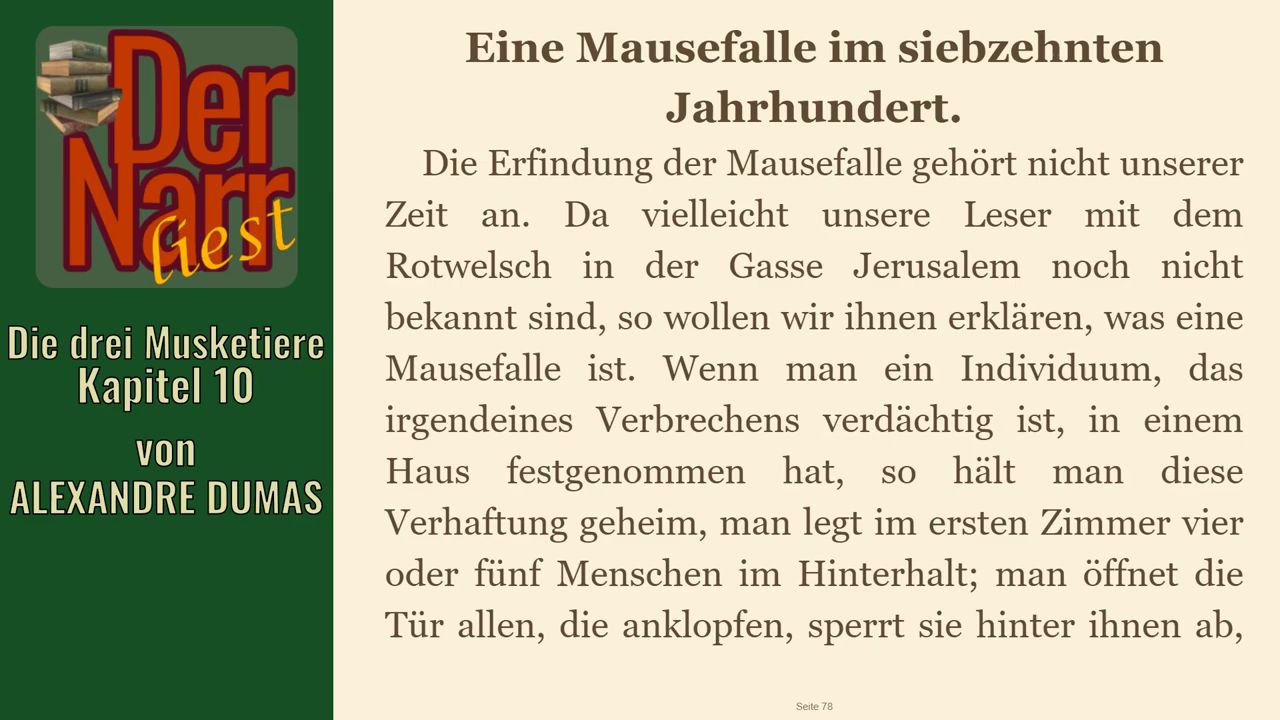 Der
Narr
liest
Die drei Musketiere
Kapitel 10
von
ALEXANDRE DUMAS
Eine Mausefalle im siebzehnten
Jahrhundert.
Die Erfindung der Mausefalle gehört nicht unserer
Zeit an. Da vielleicht unsere Leser mit dem
Rotwelsch in der Gasse Jerusalem noch nicht
bekannt sind, so wollen wir ihnen erklären, was eine
Mausefalle ist. Wenn man ein Individuum, das
irgendeines Verbrechens verdächtig ist, in einem
Haus festgenommen hat, so hält man diese
Verhaftung geheim, man legt im ersten Zimmer vier
oder fünf Menschen im Hinterhalt; man öffnet die
Tür allen, die anklopfen, sperrt sie hinter ihnen ab,
Seite 78